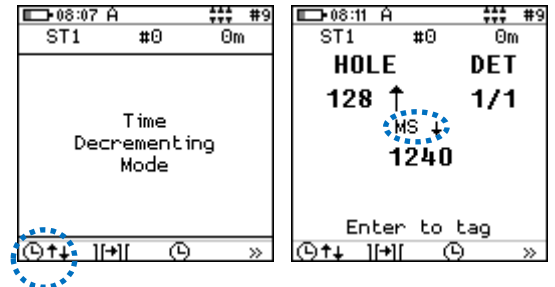 08:07 A #9
ST1 #0 0m
Time
Decrementing
Mode
08:11 A #9
ST1 #0 0m
HOLE DET
128 ↑ 1/1
MS ↓
1240
Enter to tag